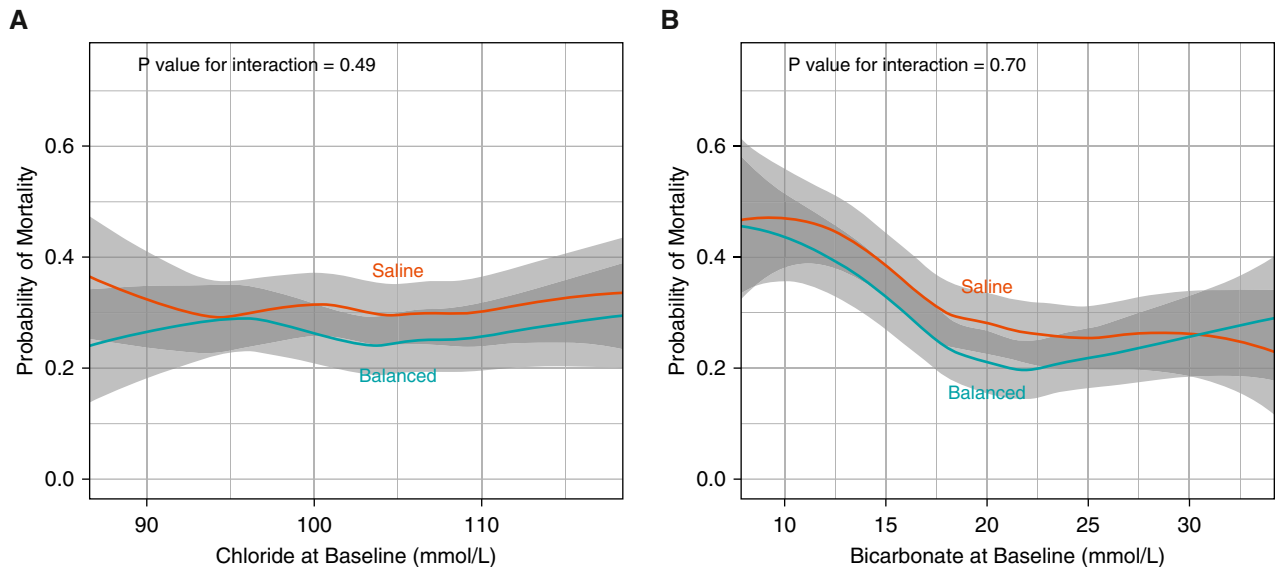 A
P value for interaction = 0.49
Probability of Mortality
0.6
0.4
0.2
0.0
Saline
Balanced
90
100
110
Chloride at Baseline (mmol/L)
B
P value for interaction = 0.70
Probability of Mortality
0.6
0.4
0.2
0.0
Saline
Balanced
10
15
20
25
30
Bicarbonate at Baseline (mmol/L)